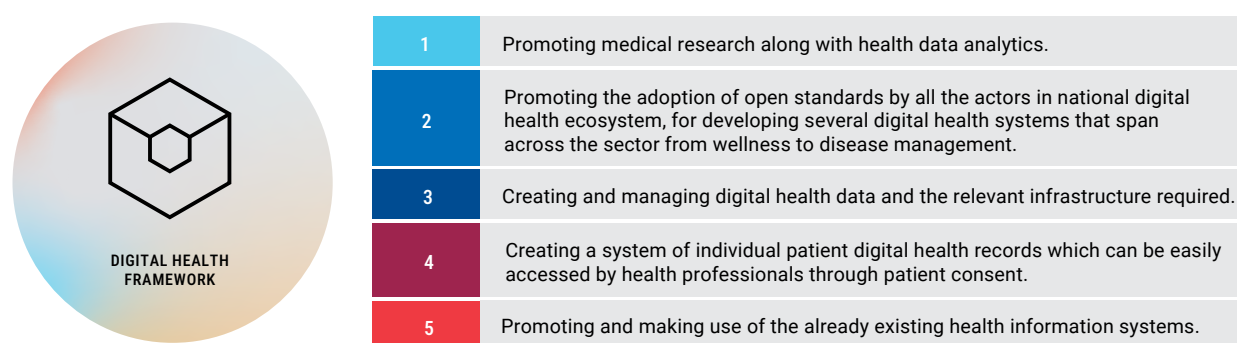 DIGITAL HEALTH
FRAMEWORK
1
Promoting medical research along with health data analytics.
2
Promoting the adoption of open standards by all the actors in national digital
health ecosystem, for developing several digital health systems that span
across the sector from wellness to disease management.
3
Creating and managing digital health data and the relevant infrastructure required.
4
Creating a system of individual patient digital health records which can be easily
accessed by health professionals through patient consent.
5
Promoting and making use of the already existing health information systems.